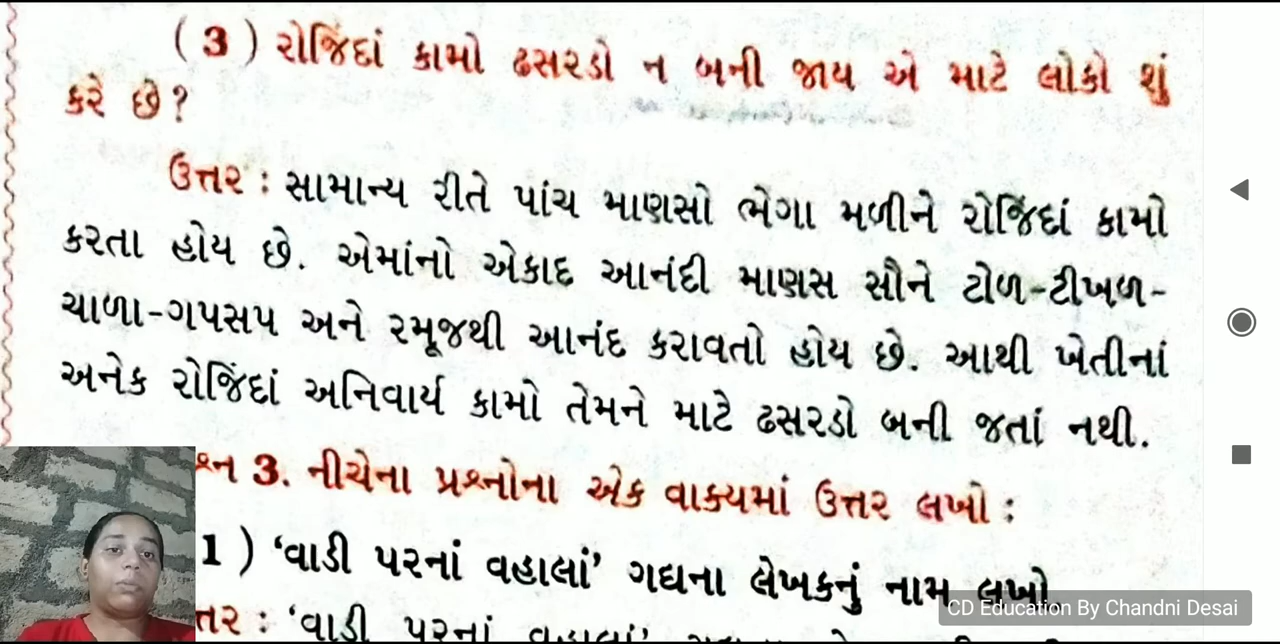 ( 3 ) રોજિંદાં કામો ઢસરડો ન બની જાય એ માટે લોકો શું
કરે છે?
ઉત્તર : સામાન્ય રીતે પાંચ માણસો ભેગા મળીને રોજિંદાં કામો
કરતા હોય છે. એમાંનો એકાદ આનંદી માણસ સૌને ટોળ-ટીખળ-
ચાળા-ગપસપ અને રમૂજથી આનંદ કરાવતો હોય છે. આથી ખેતીનાં
અનેક રોજિંદાં અનિવાર્ય કામો તેમને માટે ઢસરડો બની જતાં નથી.
શ્ન 3. નીચેના પ્રશ્નોના એક વાક્યમાં ઉત્તર લખો :
1 ) ‘વાડી પરનાં વહાલાં’ ગદ્યના લેખકનું નામ લખો
CD Education By Chandni Desai
ત્તર : ‘વાડી પરનાં વહાલાં’